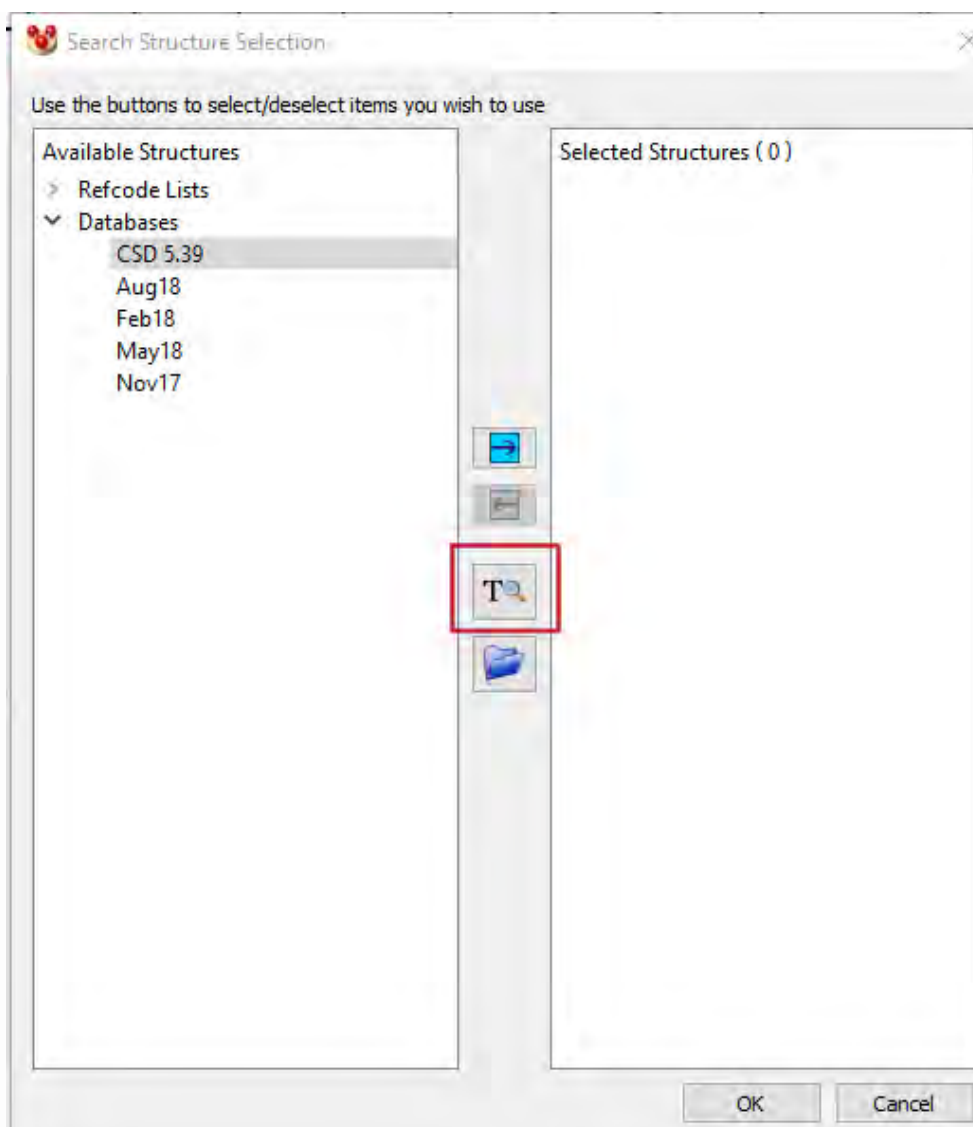 Search Structure Selection
Use the buttons to select/deselect items you wish to use
Available Structures
Refcode Lists
Databases
CSD 5.39
Aug18
Feb18
May18
Nov17
Selected Structures ( 0 )
T
OK
Cancel